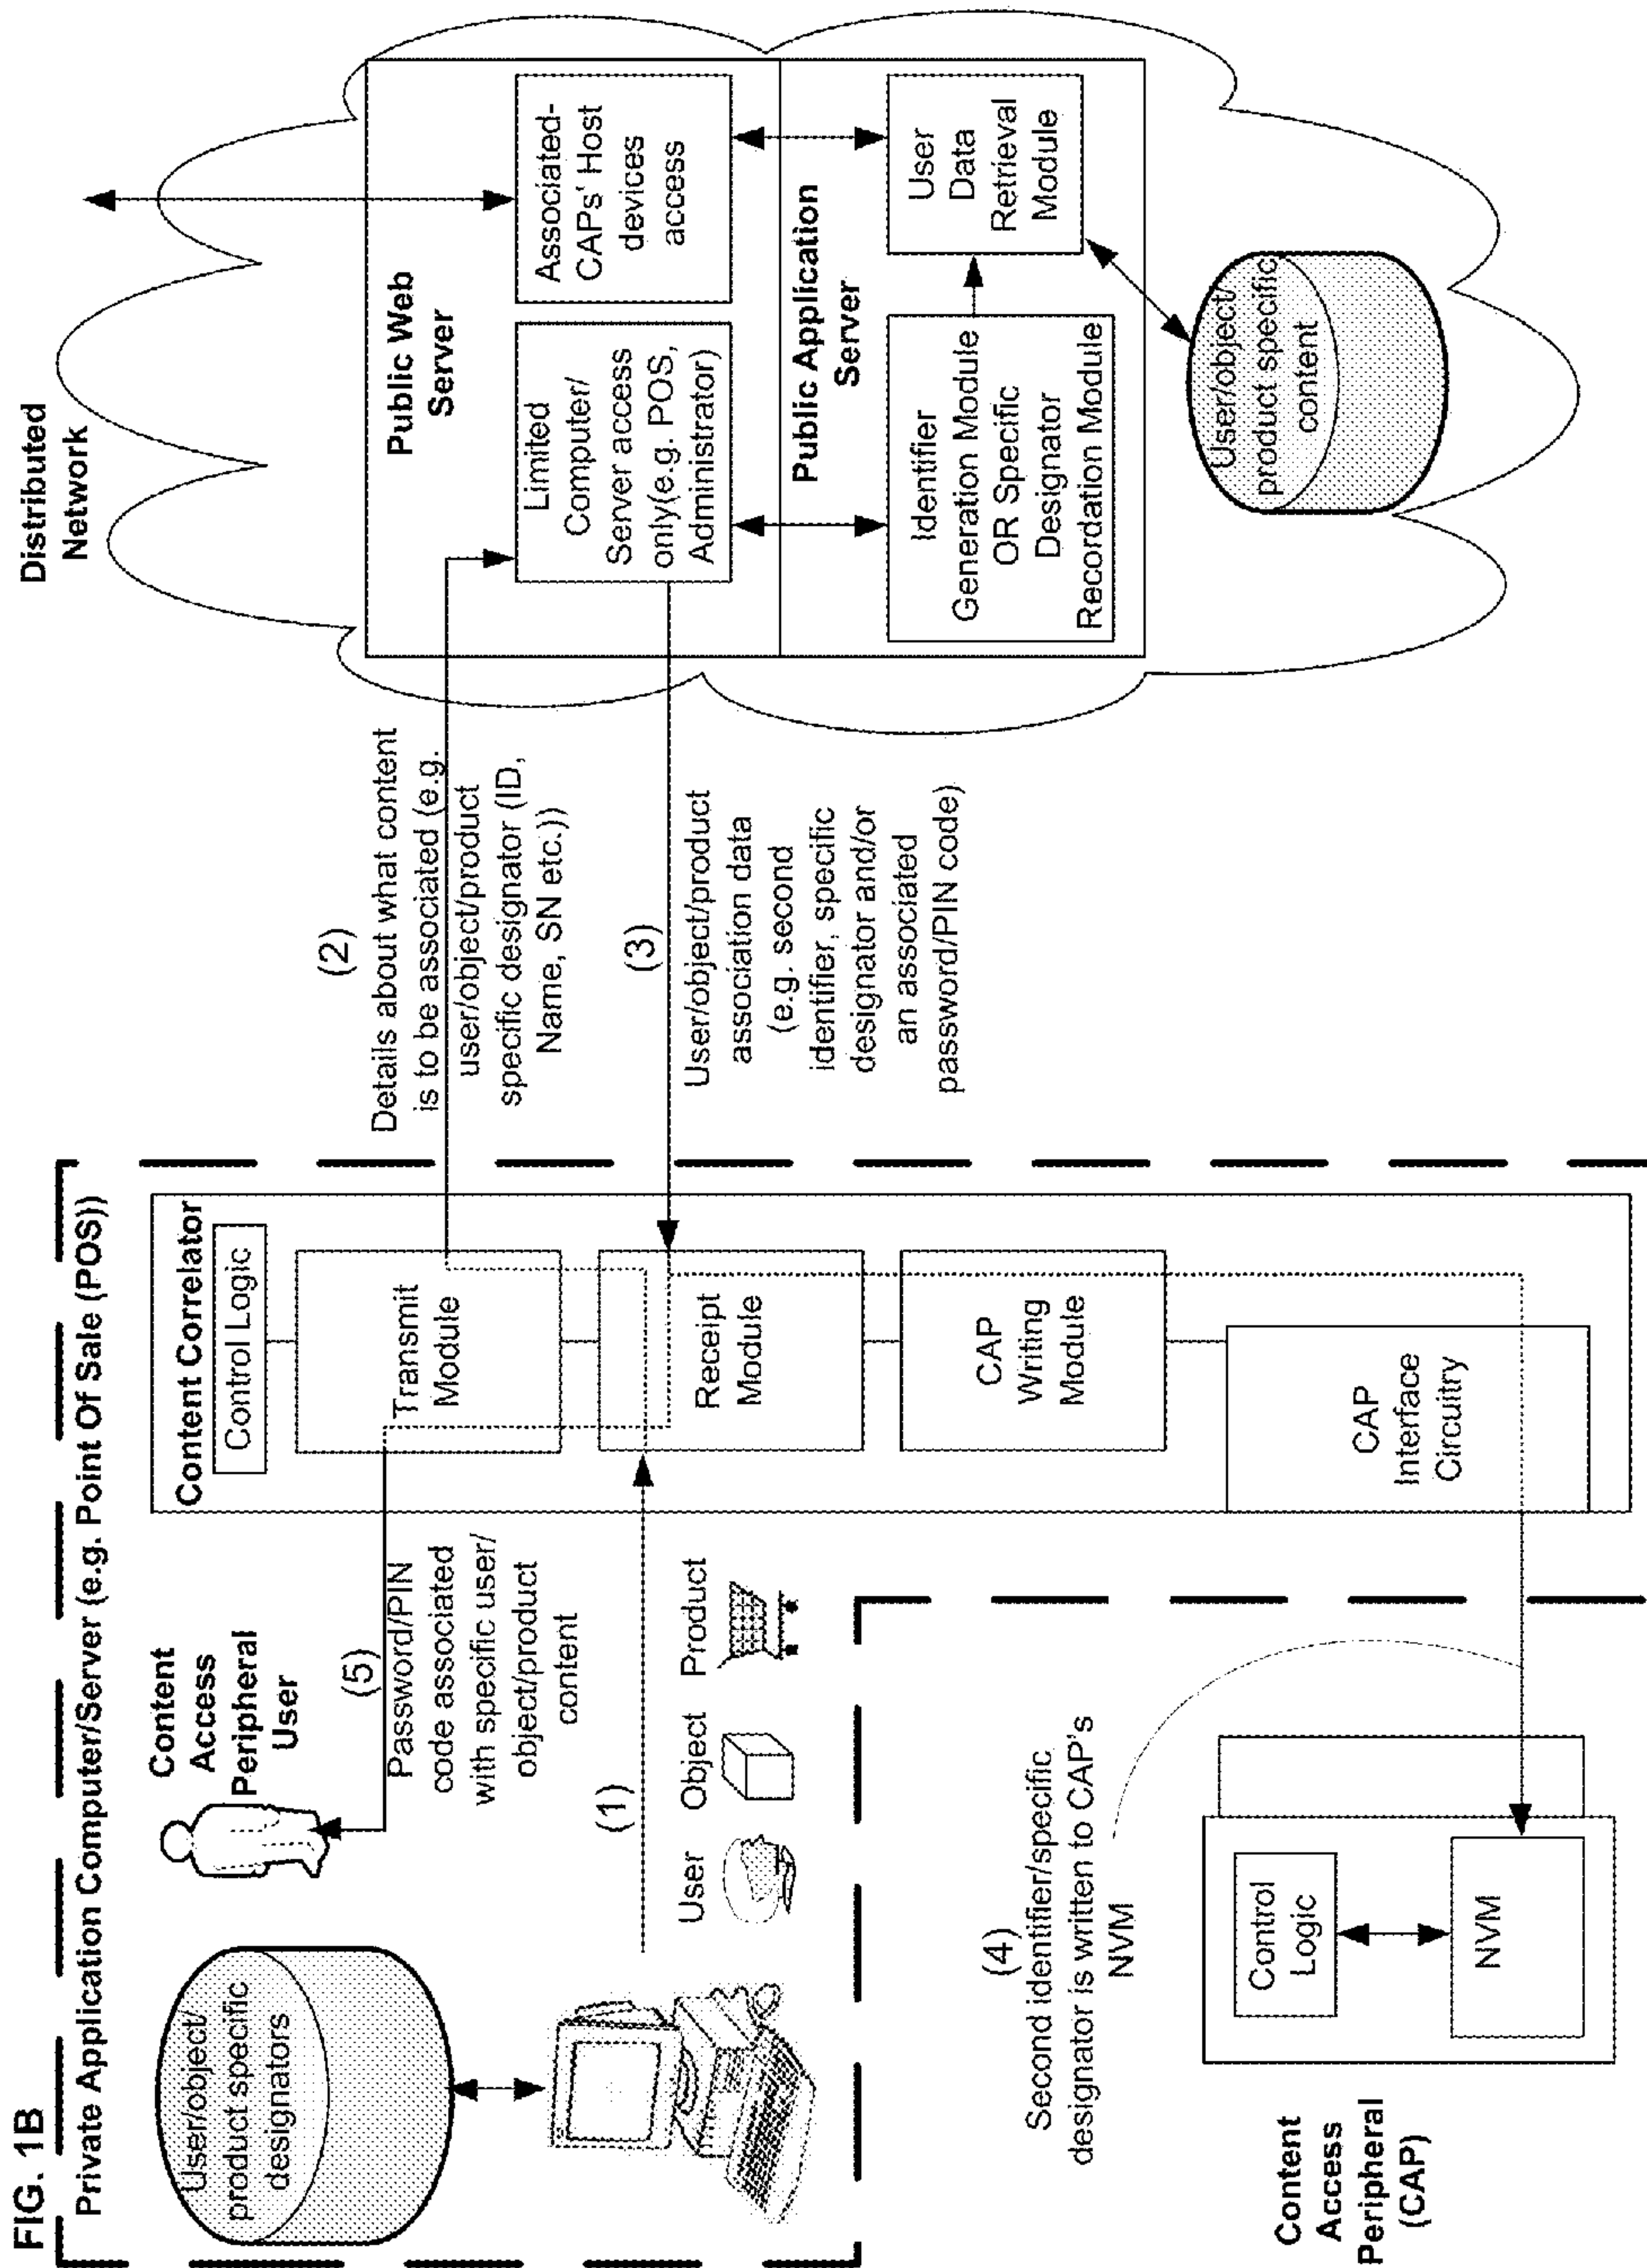 FIG. 1B
Private Application Computer/Server (e.g. Point Of Sale (POS))
User/object/
product specific
designators
Content
Access
Peripheral
User
(5)
Password/PIN
code associated
with specific user/
object/product
content
(1)
User
Object
Product
Content Correlator
Control Logic
Transmit
Module
Receipt
Module
CAP
Writing
Module
CAP
Interface
Circuitry
(4)
Second identifier/specific
designator is written to CAP's
NVM
Content
Access
Peripheral
(CAP)
Control
Logic
NVM
(2)
Details about what content
is to be associated (e.g.
user/object/product
specific designator (ID,
Name, SN etc.))
(3)
User/object/product
association data
(e.g. second
identifier, specific
designator and/or
an associated
password/PIN code)
Distributed
Network
Public Web
Server
Limited
Computer/
Server access
only(e.g. POS,
Administrator)
Associated-
CAPs' Host
devices
access
Public Application
Server
Identifier
Generation Module
OR Specific
Designator
Recordation Module
User
Data
Retrieval
Module
User/object/
product specific
content